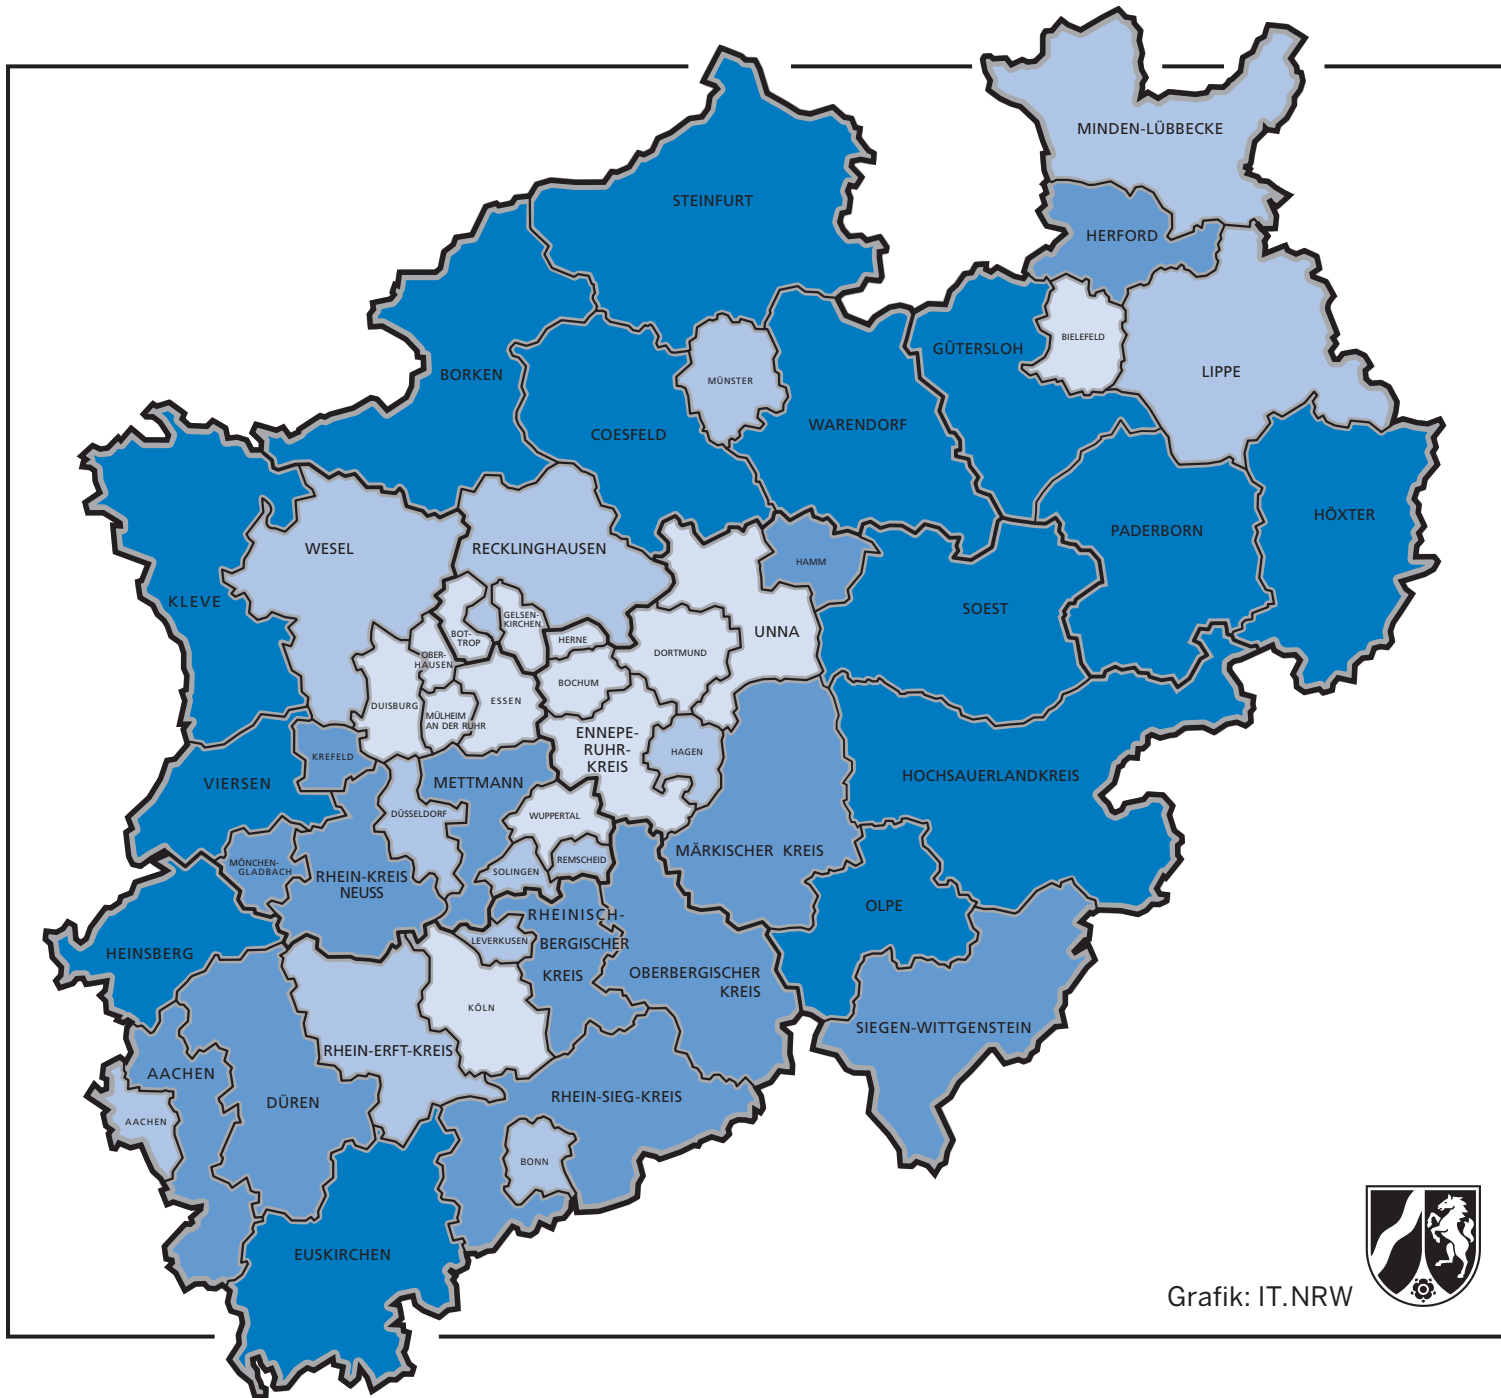 MINDEN-LÜBBECKE
STEINFURT
HERFORD
BIELEFELD
GÜTERSLOH
LIPPE
BORKEN
MÜNSTER
COESFELD
WARENDORF
HÖXTER
PADERBORN
WESEL
RECKLINGHAUSEN
HAMM
KLEVE
SOEST
GELSEN-
KIRCHEN
BOT-
TROP
HERNE
UNNA
OBER-
HAUSEN
DORTMUND
BOCHUM
DUISBURG
ESSEN
MÜLHEIM
AN DER RUHR
ENNEPE-
RUHR-
KREIS
HAGEN
KREFELD
VIERSEN
METTMANN
HOCHSAUERLANDKREIS
DÜSSELDORF
WUPPERTAL
MÄRKISCHER KREIS
MÖNCHEN-
GLADBACH
RHEIN-KREIS
NEUSS
SOLINGEN
REMSCHEID
OLPE
RHEINISCH-
BERGISCHER
KREIS
LEVERKUSEN
HEINSBERG
OBERBERGISCHER
KREIS
KÖLN
SIEGEN-WITTGENSTEIN
RHEIN-ERFT-KREIS
AACHEN
DÜREN
RHEIN-SIEG-KREIS
AACHEN
BONN
EUSKIRCHEN
Grafik: IT.NRW